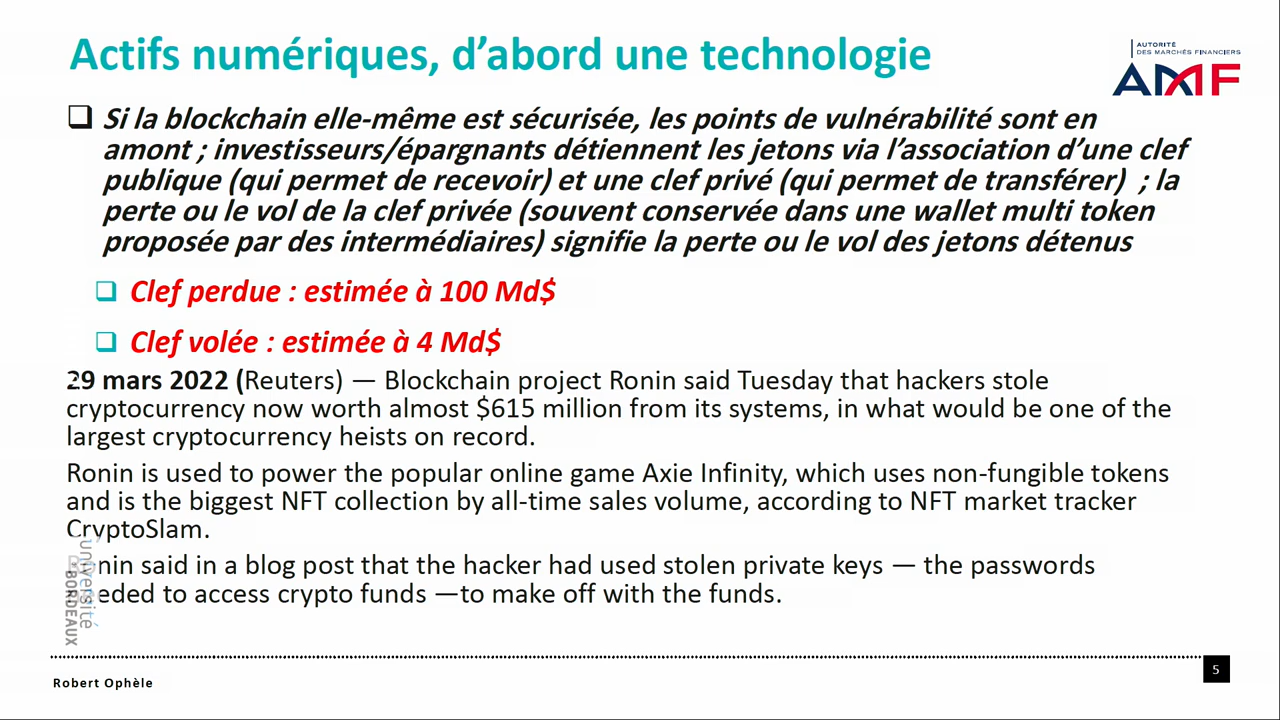 Actifs numériques, d’abord une technologie
AUTORITÉ
DES MARCHÉS FINANCIERS
AMF
Si la blockchain elle-même est sécurisée, les points de vulnérabilité sont en
amont ; investisseurs/épargnants détiennent les jetons via l’association d’une clef
publique (qui permet de recevoir) et une clef privé (qui permet de transférer)  ; la
perte ou le vol de la clef privée (souvent conservée dans une wallet multi token
proposée par des intermédiaires) signifie la perte ou le vol des jetons détenus
Clef perdue : estimée à 100 Md$
Clef volée : estimée à 4 Md$
29 mars 2022 (Reuters) — Blockchain project Ronin said Tuesday that hackers stole
cryptocurrency now worth almost $615 million from its systems, in what would be one of the
largest cryptocurrency heists on record.
Ronin is used to power the popular online game Axie Infinity, which uses non-fungible tokens
and is the biggest NFT collection by all-time sales volume, according to NFT market tracker
CryptoSlam.
said in a blog post that the hacker had used stolen private keys — the passwords
to access crypto funds —to make off with the funds.
université
de BORDEAUX
Robert Ophèle
5